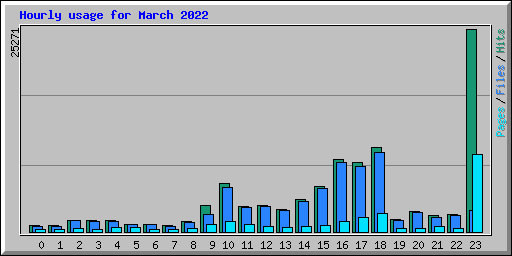 Hourly usage for March 2022
25271
Pages/Files/Hits
0 1 2 3 4 5 6 7 8 9 10 11 12 13 14 15 16 17 18 19 20 21 22 23